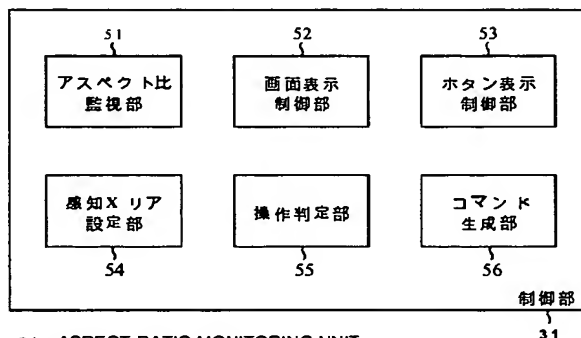 51
52
53
アスペクト比
監視部
画面表示
制御部
ボタン表示
制御部
感知X リア
設定部
操作判定部
コマンド
生成部
54
55
56
制御部
31
ASPECT RATIO MONITORING UNIT